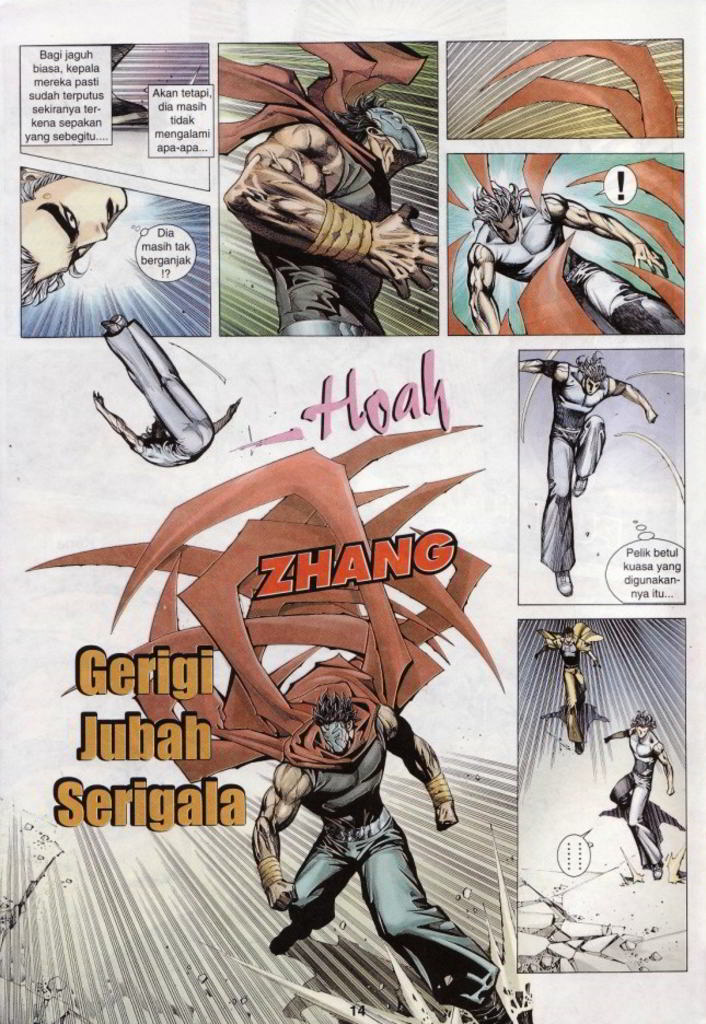 Bagi jaguh
biasa, kepala
mereka pasti
sudah terputus
sekiranya ter-
kena sepakan
yang sebegitu....
Akan tetapi,
dia masih
tidak
mengalami
apa-apa...
Dia
masih tak
berganjak
!?
!
Hoah
ZHANG
Gerigi
Jubah
Serigala
Pelik betul
kuasa yang
digunakan-
nya itu...
14